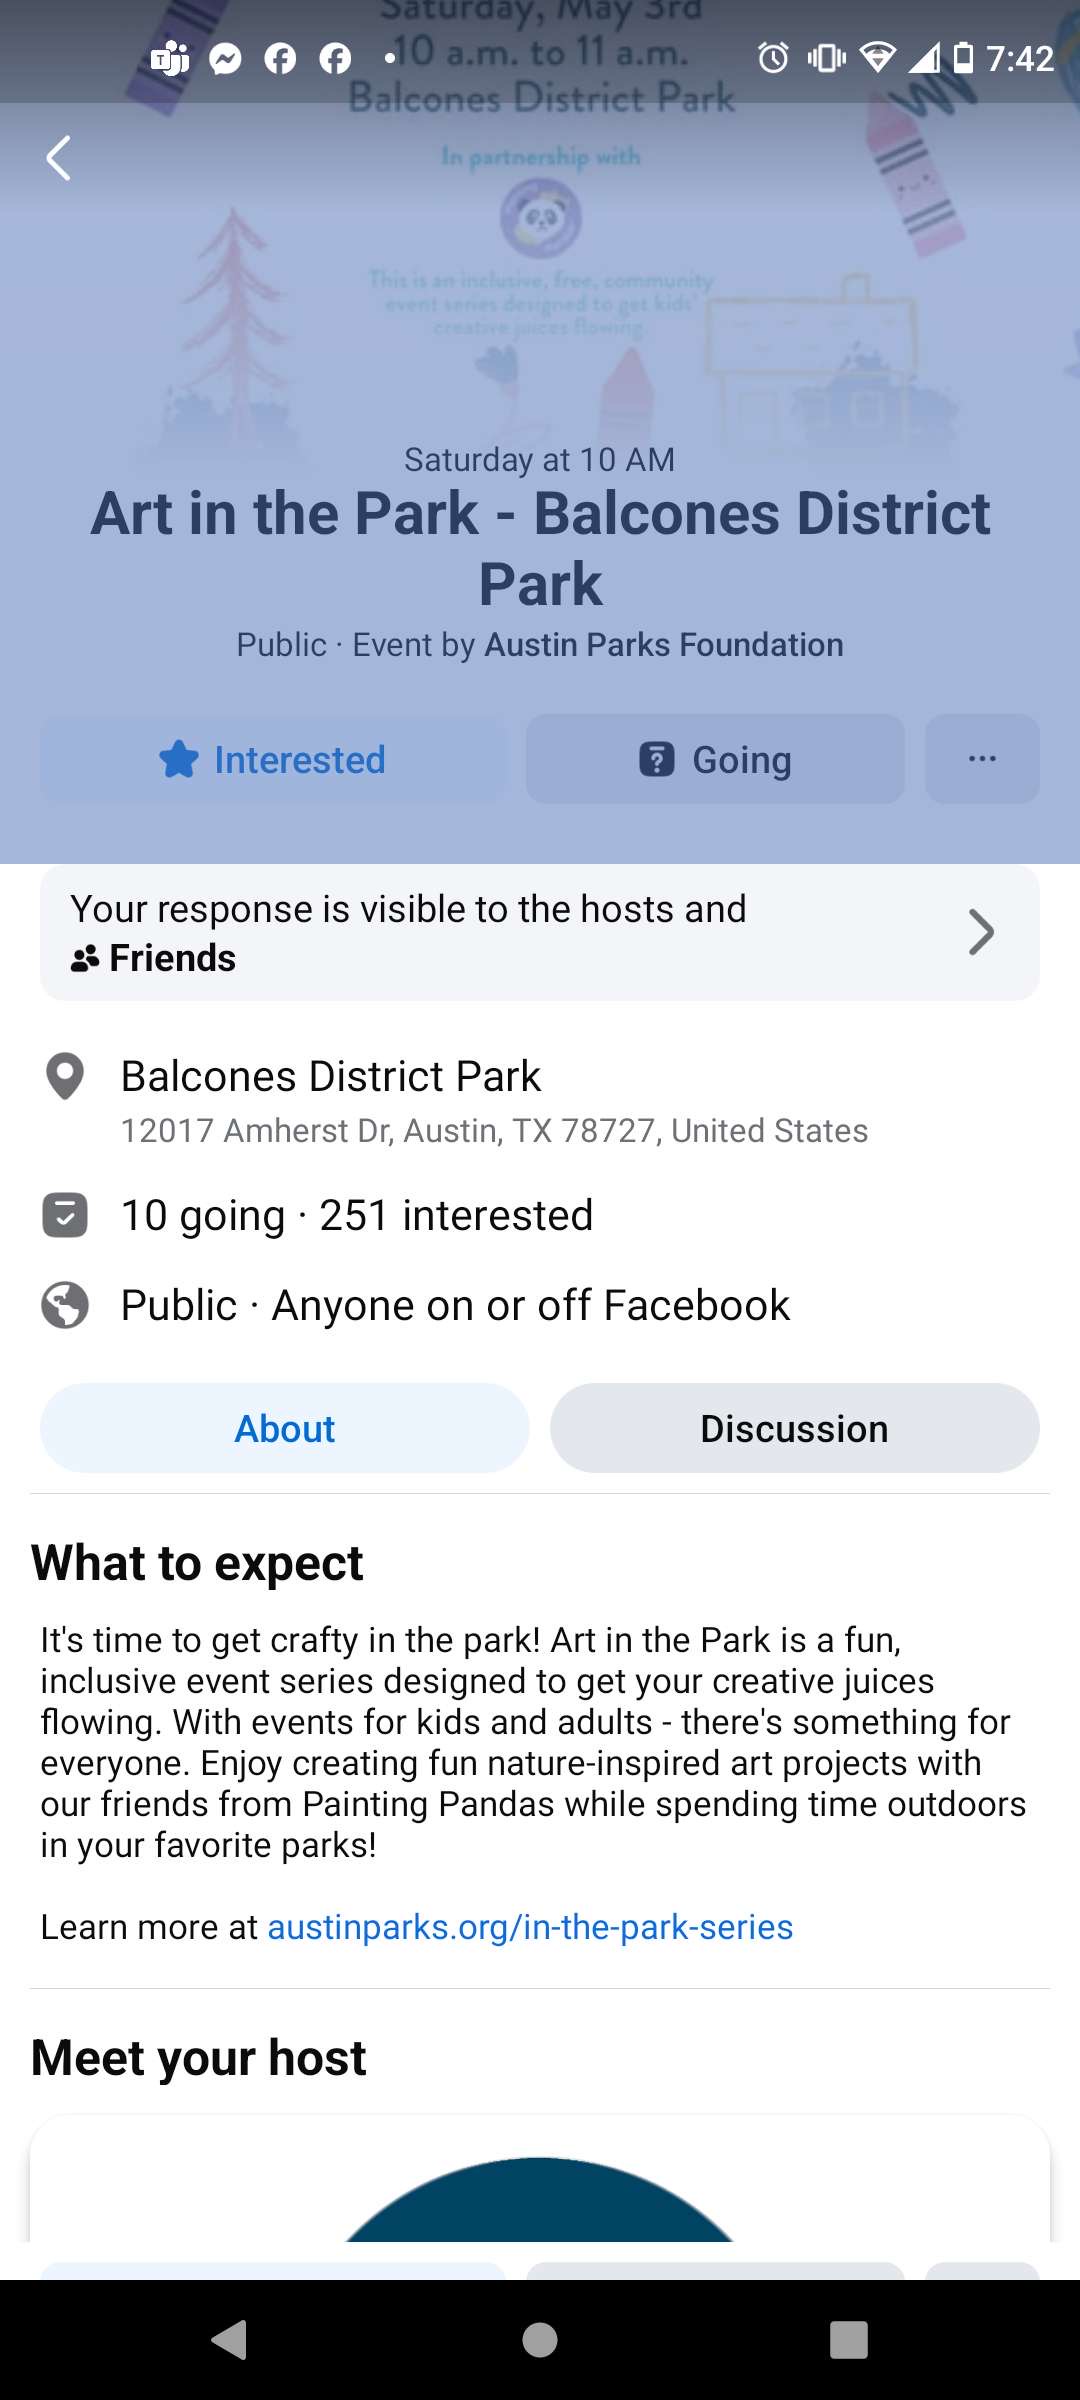 Saturday, May 3rd
10 a.m. to 11 a.m.
7:42
Balcones District Park
In partnership with
This is an inclusive, free, community
event series designed to get kids'
creative juices flowing.
Saturday at 10 AM
Art in the Park - Balcones District
Park
Public · Event by Austin Parks Foundation
Interested
Going
Your response is visible to the hosts and
Friends
Balcones District Park
12017 Amherst Dr, Austin, TX 78727, United States
10 going · 251 interested
Public · Anyone on or off Facebook
About
Discussion
What to expect
It's time to get crafty in the park! Art in the Park is a fun,
inclusive event series designed to get your creative juices
flowing. With events for kids and adults - there's something for
everyone. Enjoy creating fun nature-inspired art projects with
our friends from Painting Pandas while spending time outdoors
in your favorite parks!
Learn more at austinparks.org/in-the-park-series
Meet your host